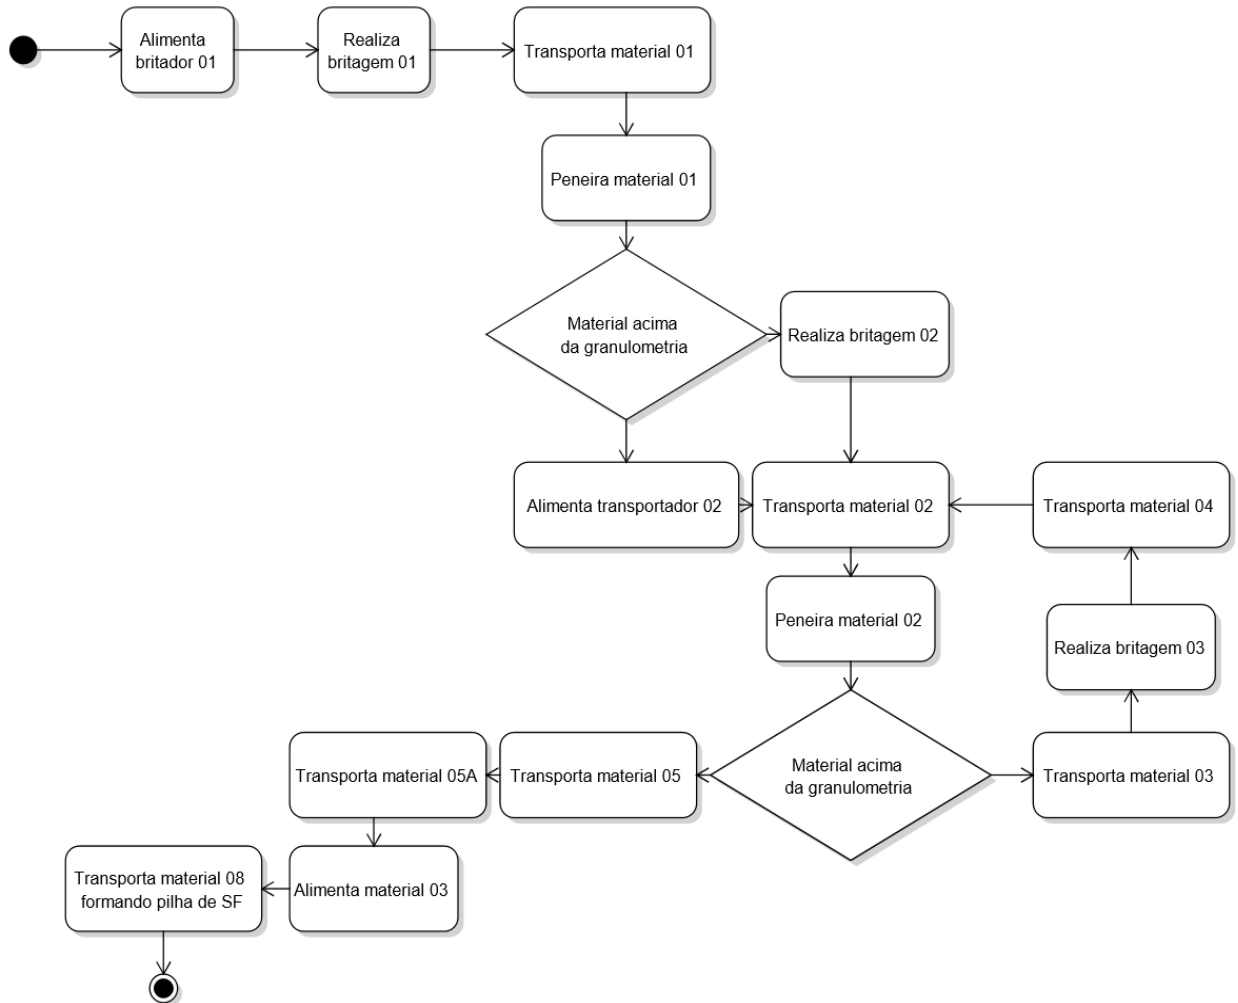 Alimenta
britador 01
Realiza
britagem 01
Transporta material 01
Peneira material 01
Material acima
da granulometria
Realiza britagem 02
Alimenta transportador 02
Transporta material 02
Transporta material 04
Peneira material 02
Realiza britagem 03
Transporta material 05A
Transporta material 05
Material acima
da granulometria
Transporta material 03
Transporta material 08
formando pilha de SF
Alimenta material 03